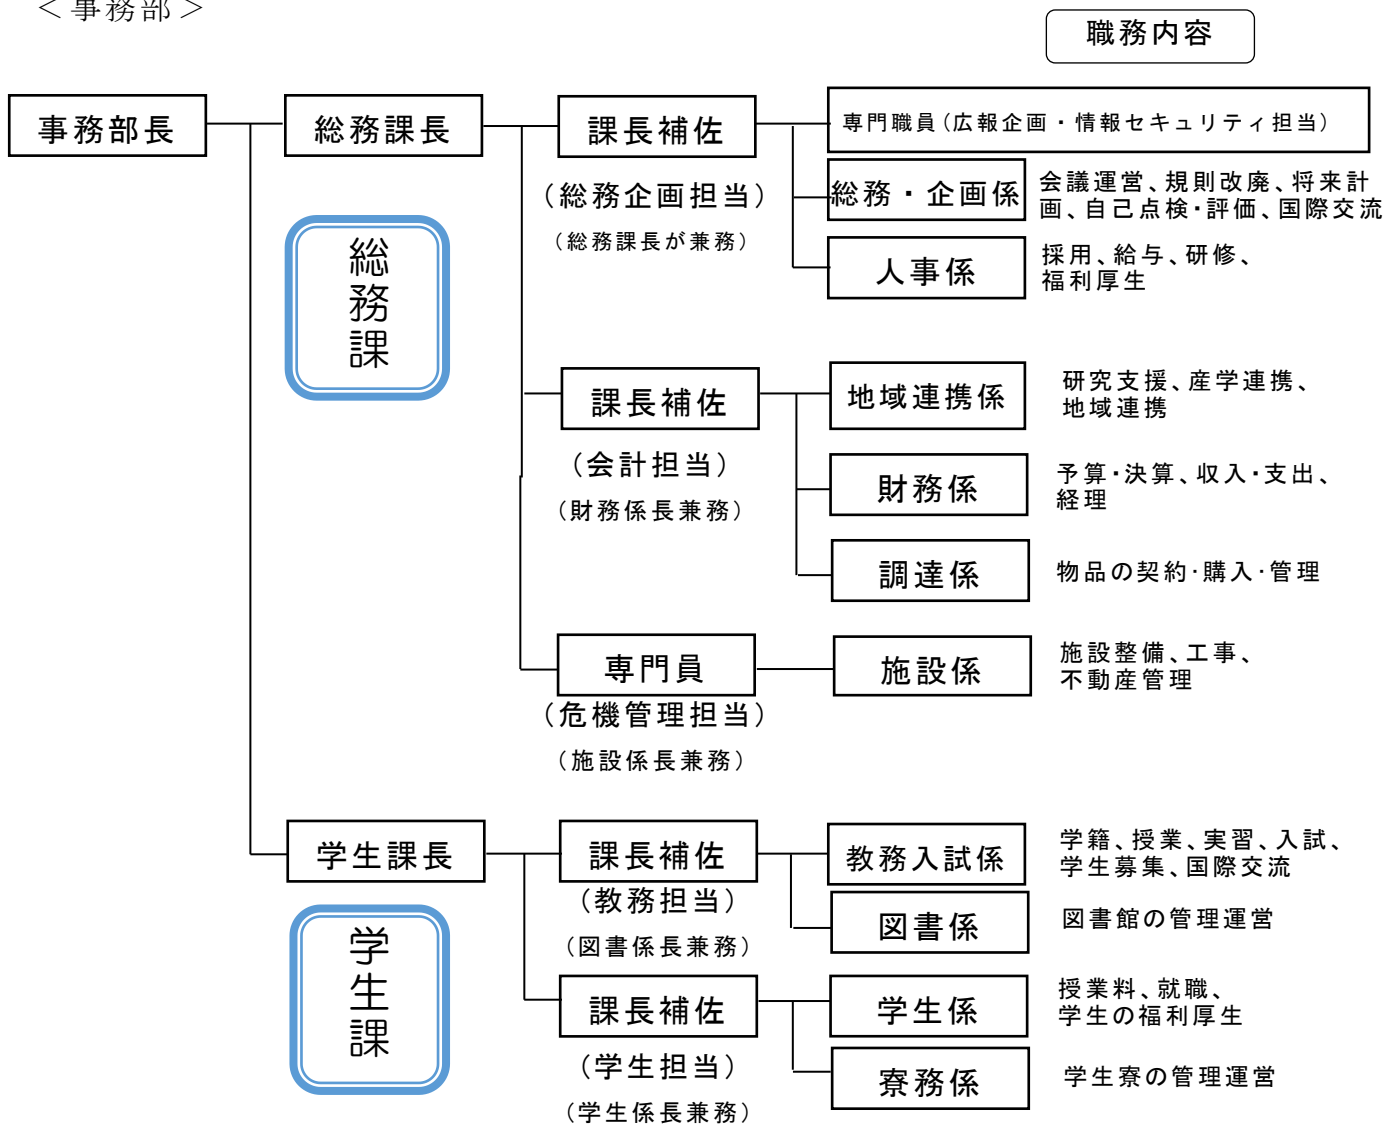 ＜事務部＞
職務内容
事務部長
総務課長
課長補佐
(総務企画担当)
(総務課長が兼務)
専門職員(広報企画・情報セキュリティ担当)
総務・企画係
会議運営、規則改廃、将来計
画、自己点検・評価、国際交流
人事係
採用、給与、研修、
福利厚生
総務課
課長補佐
(会計担当)
(財務係長兼務)
地域連携係
研究支援、産学連携、
地域連携
財務係
予算・決算、収入・支出、
経理
調達係
物品の契約・購入・管理
専門員
(危機管理担当)
(施設係長兼務)
施設係
施設整備、工事、
不動産管理
学生課長
課長補佐
(教務担当)
(図書係長兼務)
教務入試係
学籍、授業、実習、入試、
学生募集、国際交流
図書係
図書館の管理運営
学生課
課長補佐
(学生担当)
(学生係長兼務)
学生係
授業料、就職、
学生の福利厚生
寮務係
学生寮の管理運営